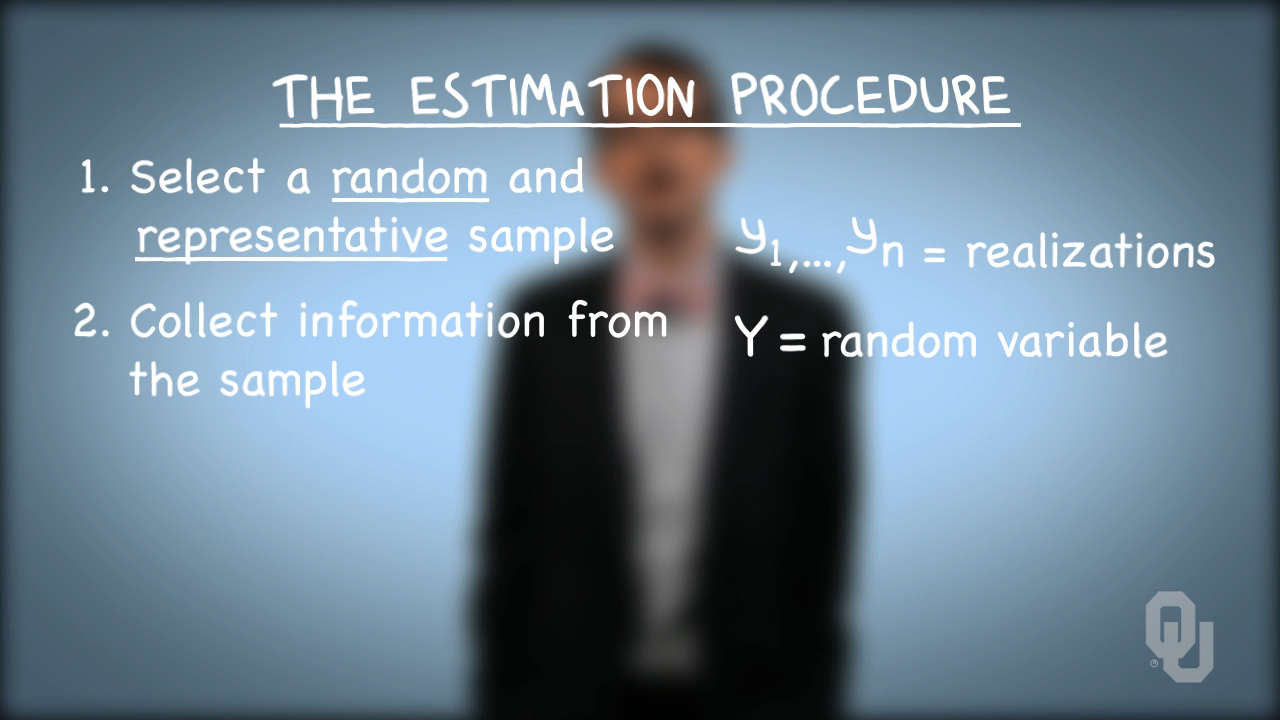 THE ESTIMATION PROCEDURE
1. Select a random and
representative sample
2. Collect information from
the sample
y₁,...,yₙ = realizations
Y = random variable
OU
®